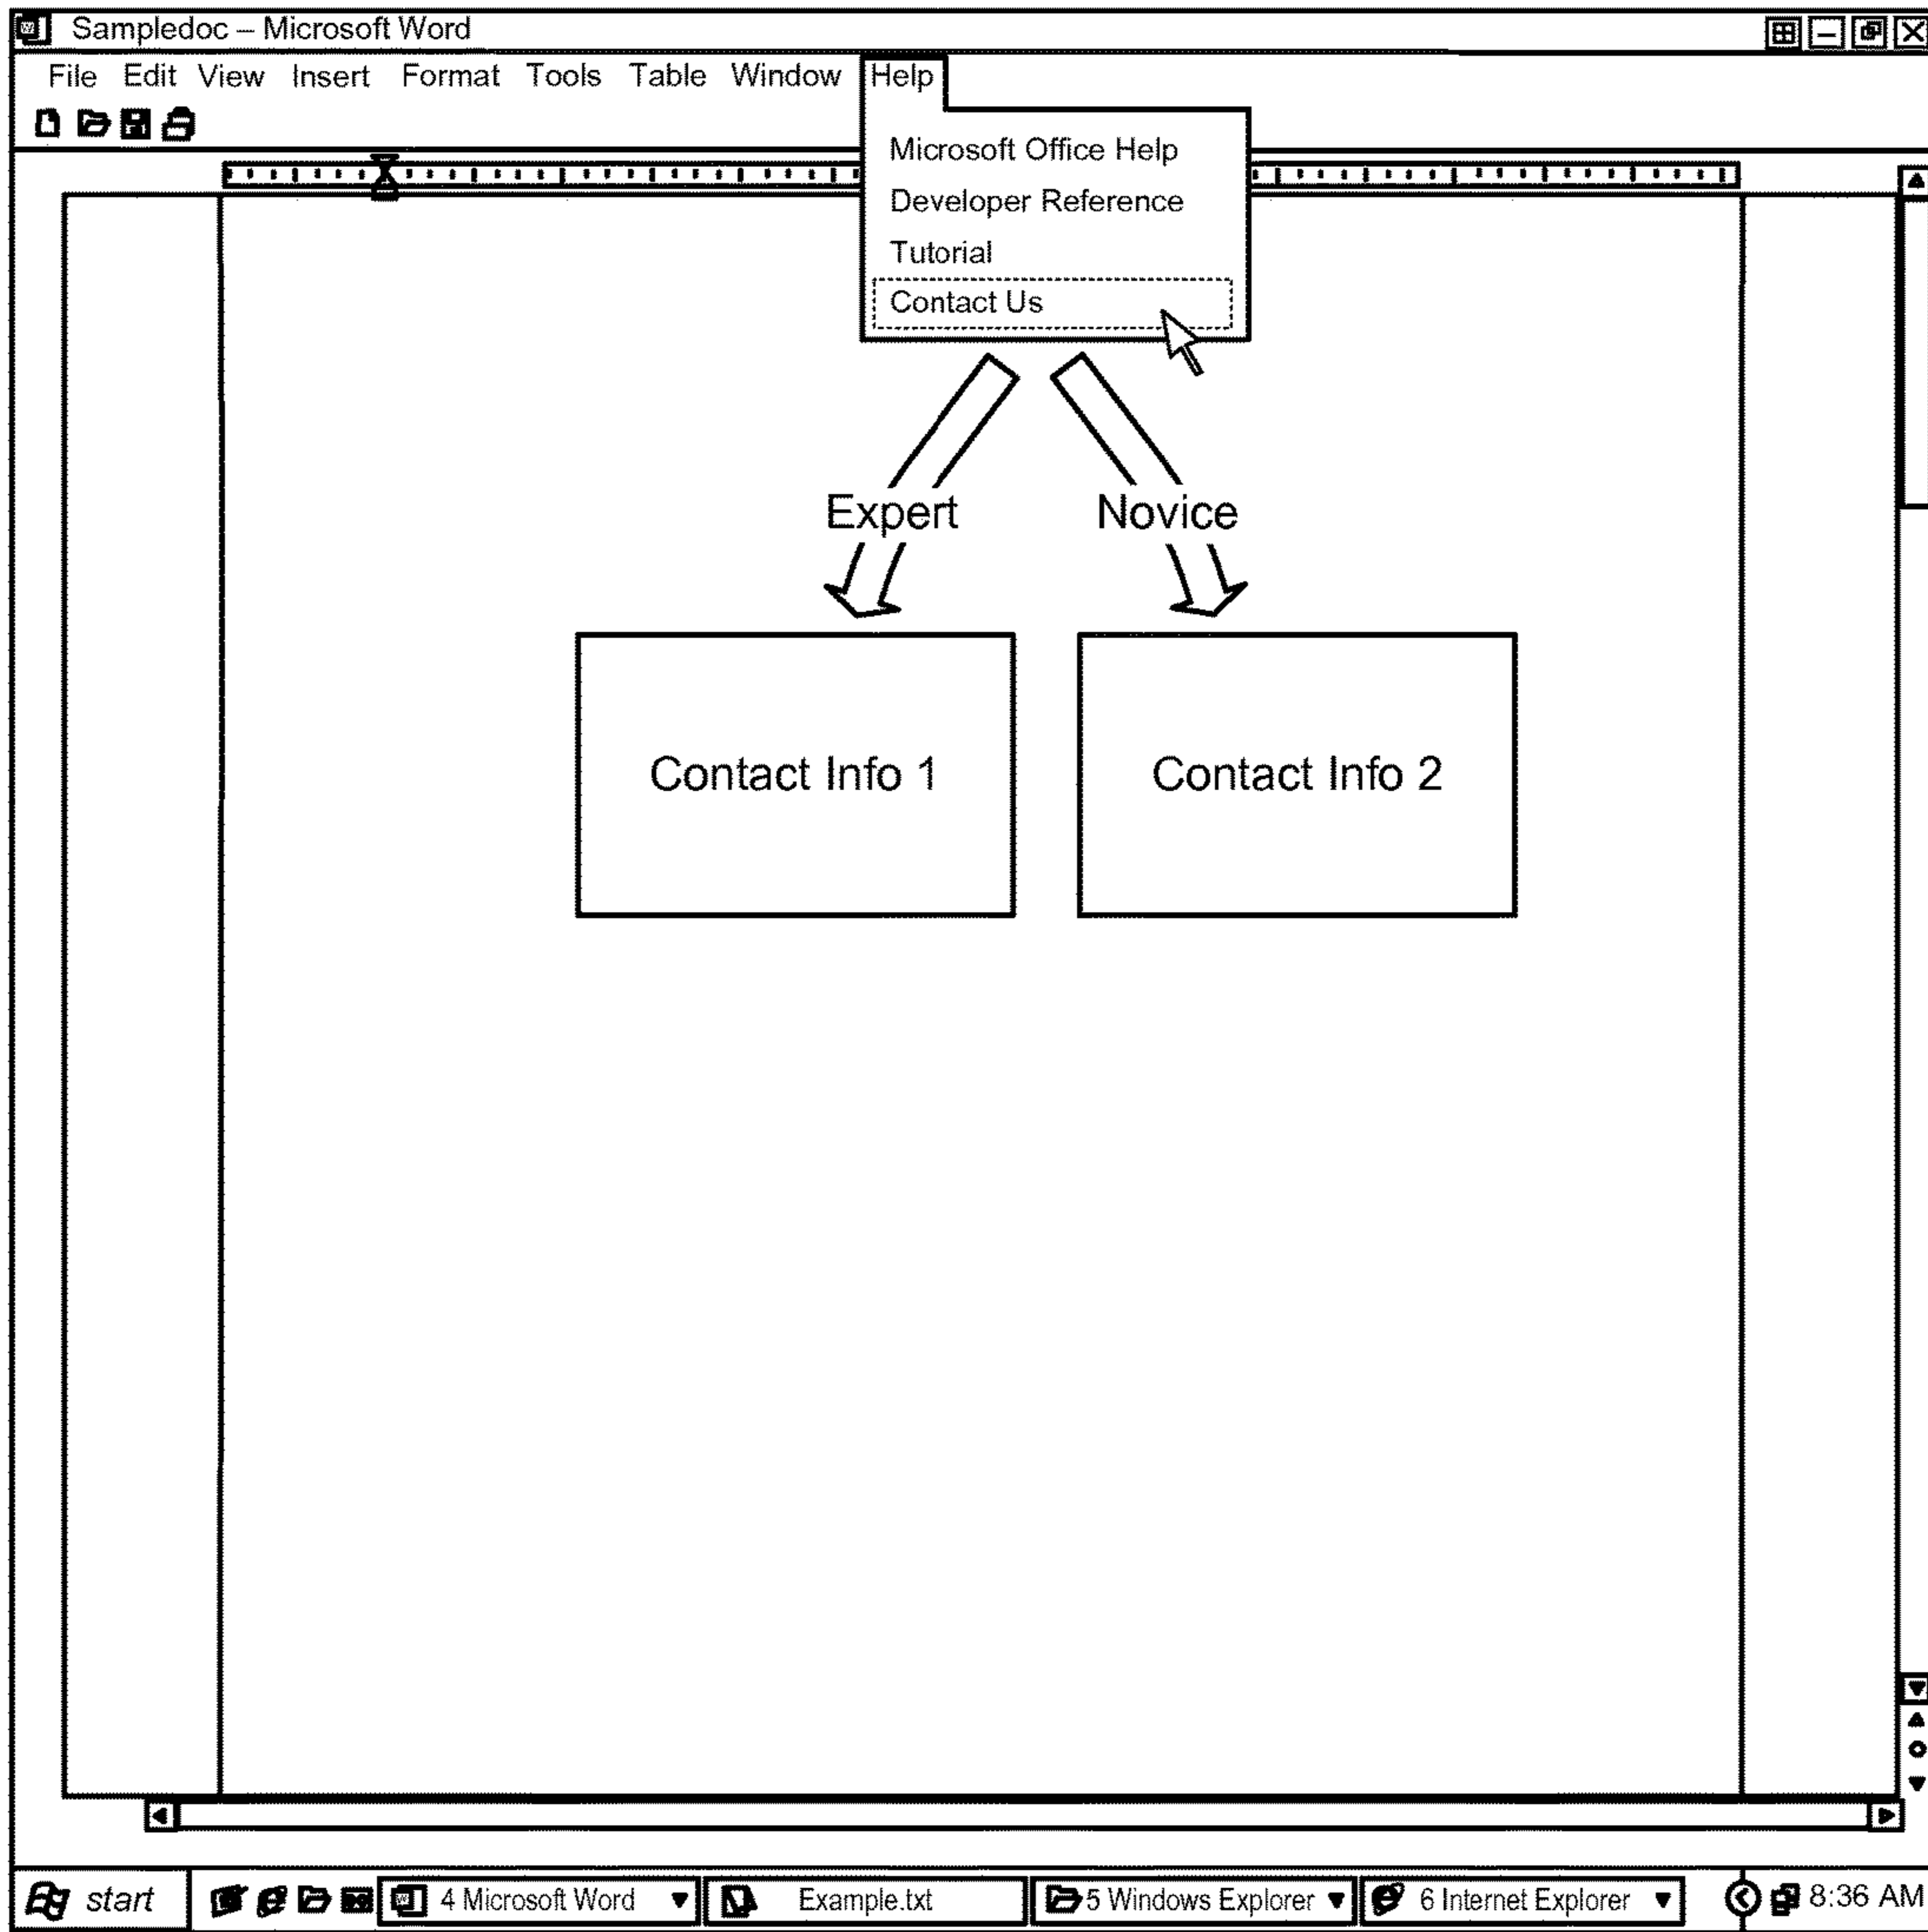 Sampledoc – Microsoft Word
File Edit View Insert Format Tools Table Window Help
Microsoft Office Help
Developer Reference
Tutorial
Contact Us
Expert Novice
Contact Info 1 Contact Info 2
start 4 Microsoft Word Example.txt 5 Windows Explorer 6 Internet Explorer 8:36 AM